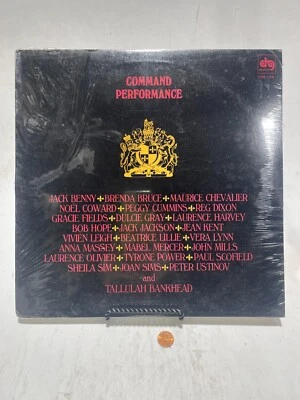 drg
COMMAND
PERFORMANCE
JACK BENNY✚BRENDA BRUCE✚MAURICE CHEVALIER
NOEL COWARD✚PEGGY CUMMINS✚REG DIXON
GRACIE FIELDS✚DULCIE GRAY✚LAURENCE HARVEY
BOB HOPE✚JACK JACKSON✚JEAN KENT
VIVIEN LEIGH✚BEATRICE LILLIE✚VERA LYNN
ANNA MASSEY✚MABEL MERCER✚JOHN MILLS
LAURENCE OLIVIER✚TYRONE POWER✚PAUL SCOFIELD
SHEILA SIM✚JOAN SIMS✚PETER USTINOV
and
TALLULAH BANKHEAD